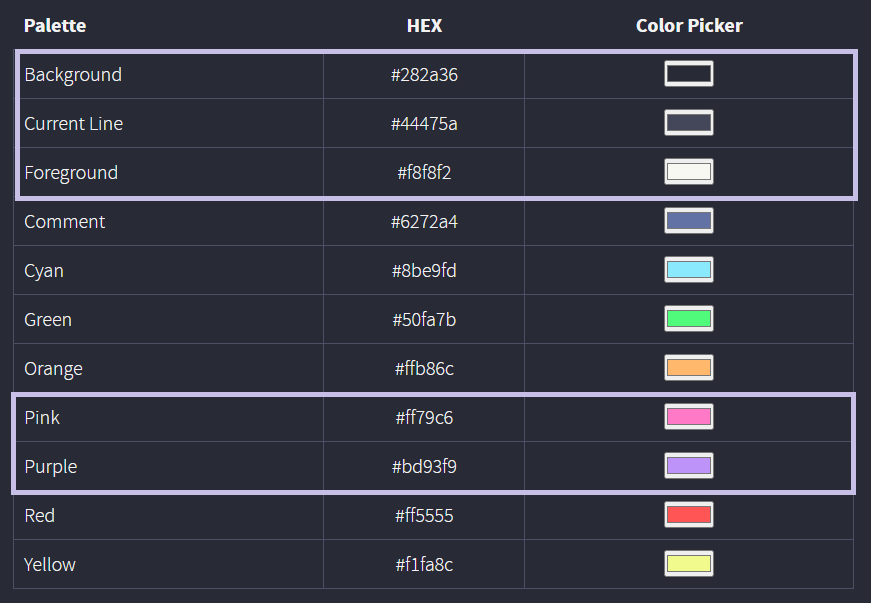 Palette HEX Color Picker
Background #282a36
Current Line #44475a
Foreground #f8f8f2
Comment #6272a4
Cyan #8be9fd
Green #50fa7b
Orange #ffb86c
Pink #ff79c6
Purple #bd93f9
Red #ff5555
Yellow #f1fa8c